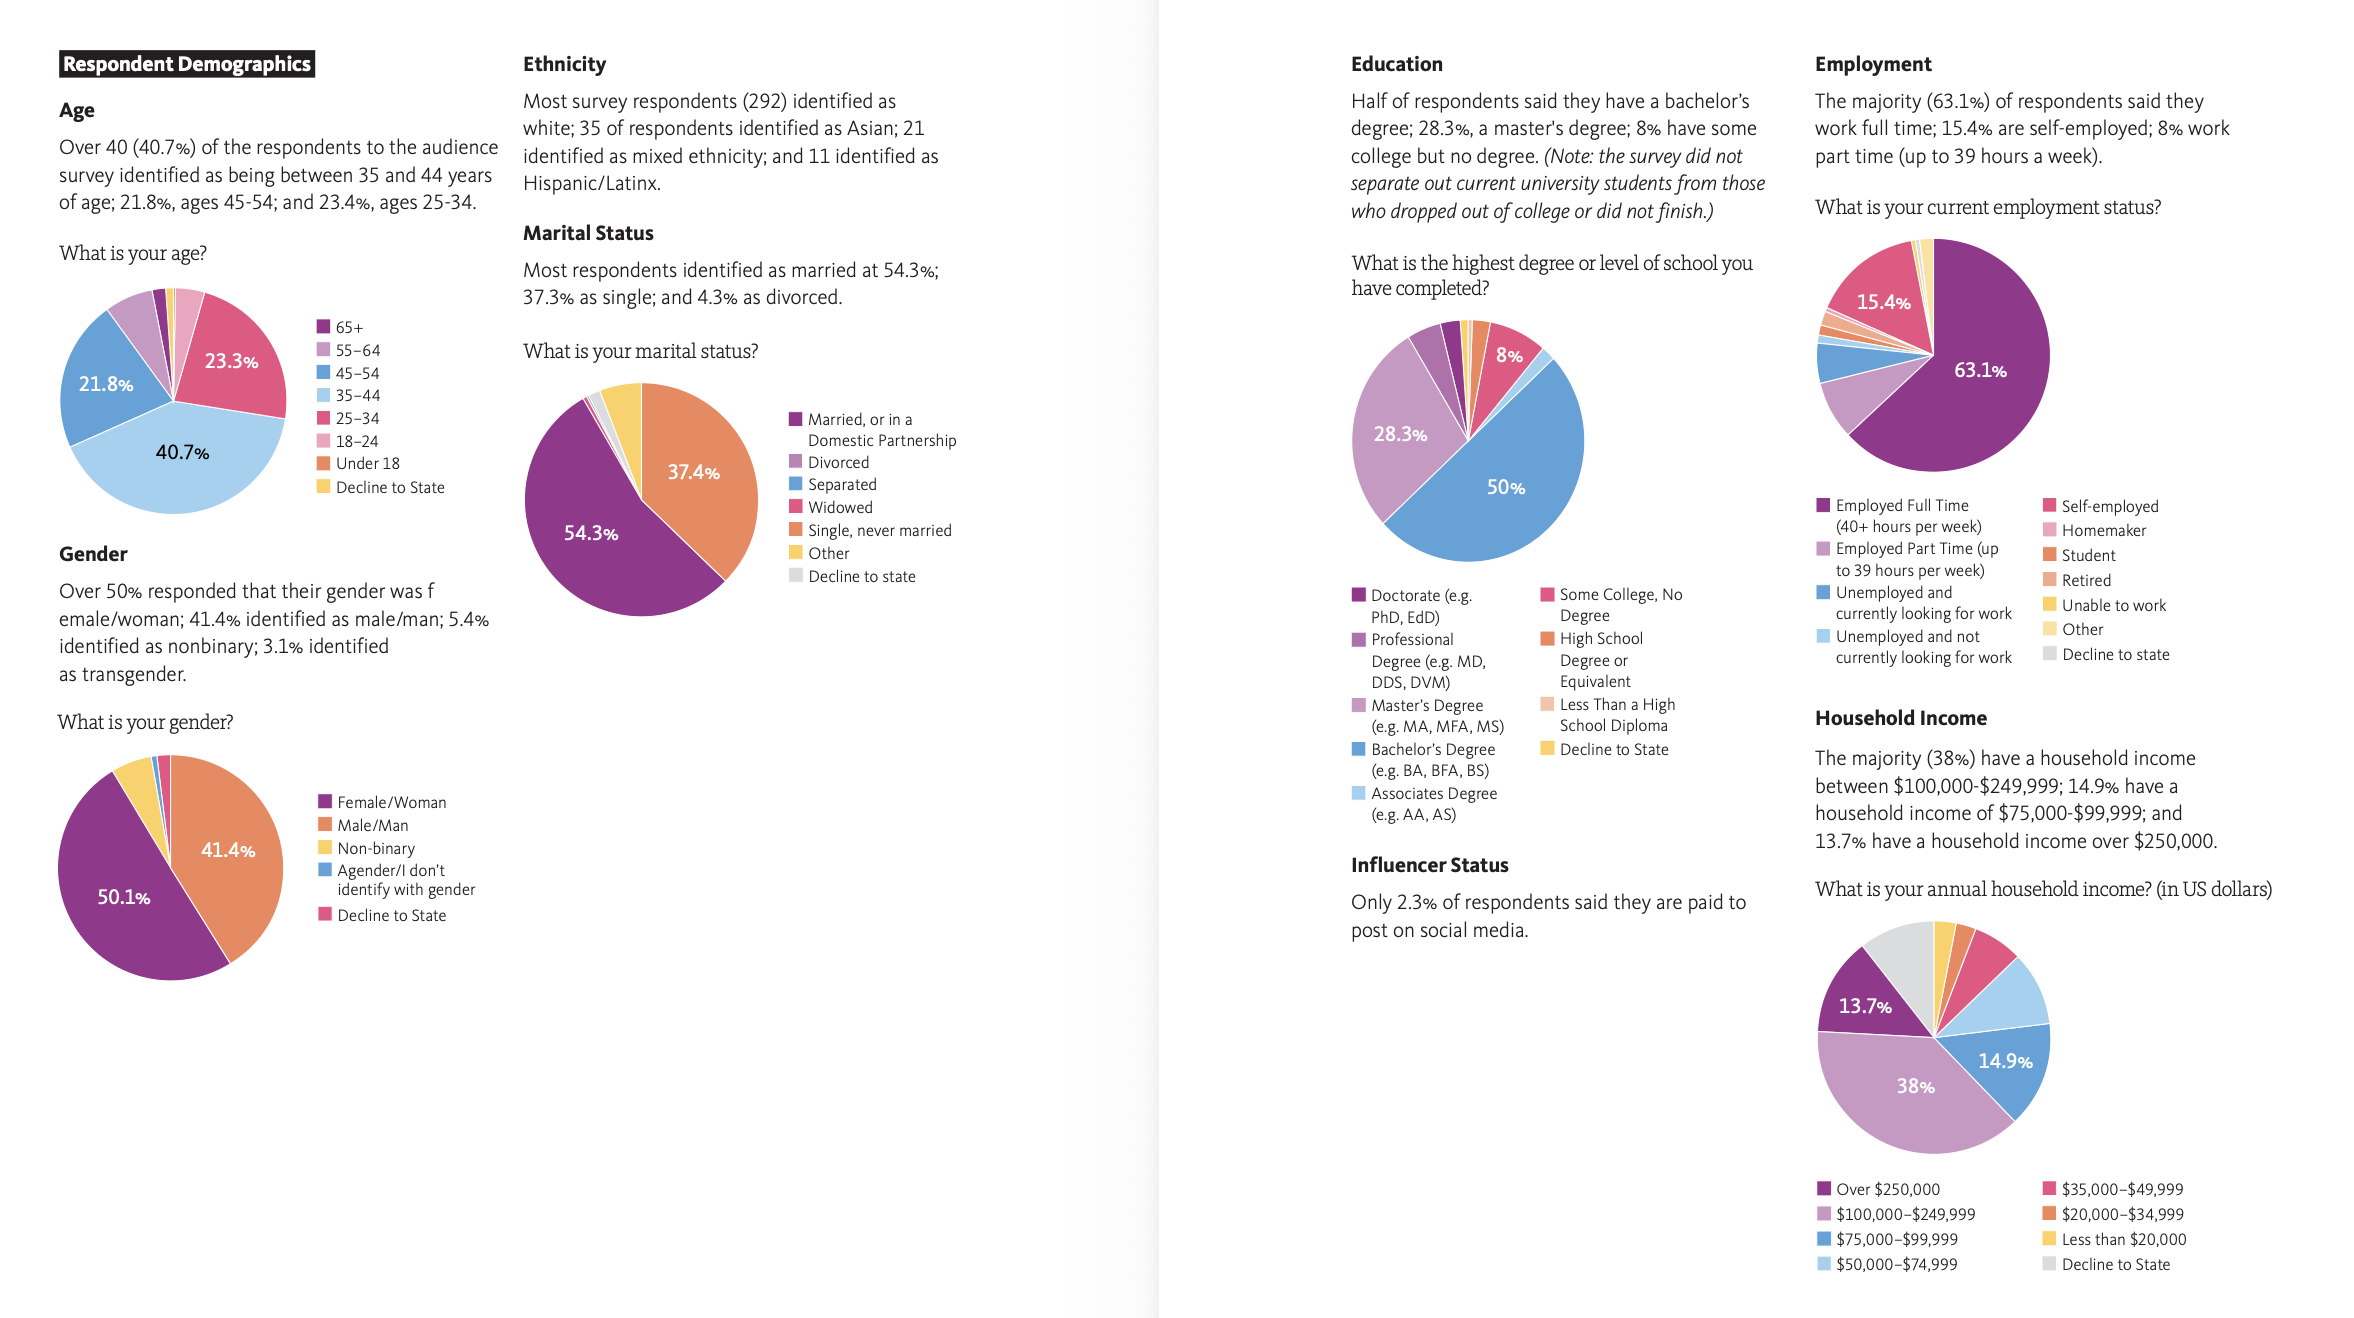 Respondent Demographics
Age
Over 40 (40.7%) of the respondents to the audience
survey identified as being between 35 and 44 years
of age; 21.8%, ages 45-54; and 23.4%, ages 25-34.
What is your age?
23.3%
21.8%
40.7%
65+
55–64
45–54
35–44
25–34
18–24
Under 18
Decline to State
Gender
Over 50% responded that their gender was f
emale/woman; 41.4% identified as male/man; 5.4%
identified as nonbinary; 3.1% identified
as transgender.
What is your gender?
41.4%
50.1%
Female/Woman
Male/Man
Non-binary
Agender/I don't
identify with gender
Decline to State
Ethnicity
Most survey respondents (292) identified as
white; 35 of respondents identified as Asian; 21
identified as mixed ethnicity; and 11 identified as
Hispanic/Latinx.
Marital Status
Most respondents identified as married at 54.3%;
37.3% as single; and 4.3% as divorced.
What is your marital status?
37.4%
54.3%
Married, or in a
Domestic Partnership
Divorced
Separated
Widowed
Single, never married
Other
Decline to state
Education
Half of respondents said they have a bachelor's
degree; 28.3%, a master's degree; 8% have some
college but no degree. (Note: the survey did not
separate out current university students from those
who dropped out of college or did not finish.)
What is the highest degree or level of school you
have completed?
8%
28.3%
50%
Doctorate (e.g.
PhD, EdD)
Professional
Degree (e.g. MD,
DDS, DVM)
Master's Degree
(e.g. MA, MFA, MS)
Bachelor's Degree
(e.g. BA, BFA, BS)
Associates Degree
(e.g. AA, AS)
Some College, No
Degree
High School
Degree or
Equivalent
Less Than a High
School Diploma
Decline to State
Influencer Status
Only 2.3% of respondents said they are paid to
post on social media.
Employment
The majority (63.1%) of respondents said they
work full time; 15.4% are self-employed; 8% work
part time (up to 39 hours a week).
What is your current employment status?
15.4%
63.1%
Employed Full Time
(40+ hours per week)
Employed Part Time (up
to 39 hours per week)
Unemployed and
currently looking for work
Unemployed and not
currently looking for work
Self-employed
Homemaker
Student
Retired
Unable to work
Other
Decline to state
Household Income
The majority (38%) have a household income
between $100,000-$249,999; 14.9% have a
household income of $75,000-$99,999; and
13.7% have a household income over $250,000.
What is your annual household income? (in US dollars)
13.7%
14.9%
38%
Over $250,000
$100,000–$249,999
$75,000–$99,999
$50,000–$74,999
$35,000–$49,999
$20,000–$34,999
Less than $20,000
Decline to State